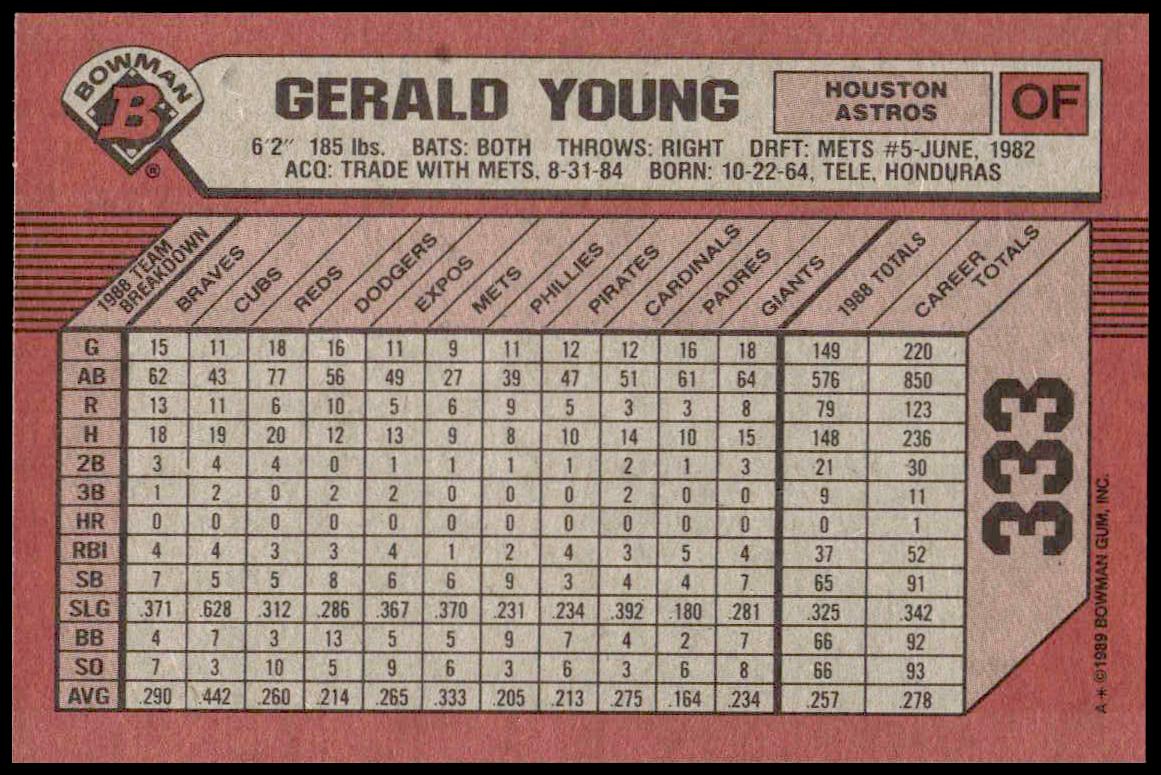 BOWMAN
B
®
GERALD YOUNG
HOUSTON
ASTROS
OF
6'2″ 185 lbs. BATS: BOTH THROWS: RIGHT DRFT: METS #5-JUNE, 1982
ACQ: TRADE WITH METS, 8-31-84 BORN: 10-22-64, TELE, HONDURAS
1988 TEAM BREAKDOWN BRAVES CUBS REDS DODGERS EXPOS METS PHILLIES PIRATES CARDINALS PADRES GIANTS 1988 TOTALS CAREER TOTALS
G 15 11 18 16 11 9 11 12 12 16 18 149 220
AB 62 43 77 56 49 27 39 47 51 61 64 576 850
R 13 11 6 10 5 6 9 5 3 3 8 79 123
H 18 19 20 12 13 9 8 10 14 10 15 148 236
2B 3 4 4 0 1 1 1 1 2 1 3 21 30
3B 1 2 0 2 2 0 0 0 2 0 0 9 11
HR 0 0 0 0 0 0 0 0 0 0 0 0 1
RBI 4 4 3 3 4 1 2 4 3 5 4 37 52
SB 7 5 5 8 6 6 9 3 4 4 7 65 91
SLG .371 .628 .312 .286 .367 .370 .231 .234 .392 .180 .281 .325 .342
BB 4 7 3 13 5 5 9 7 4 2 7 66 92
SO 7 3 10 5 9 6 3 6 3 6 8 66 93
AVG .290 .442 .260 .214 .265 .333 .205 .213 .275 .164 .234 .257 .278
333
A-* ©1989 BOWMAN GUM, INC.